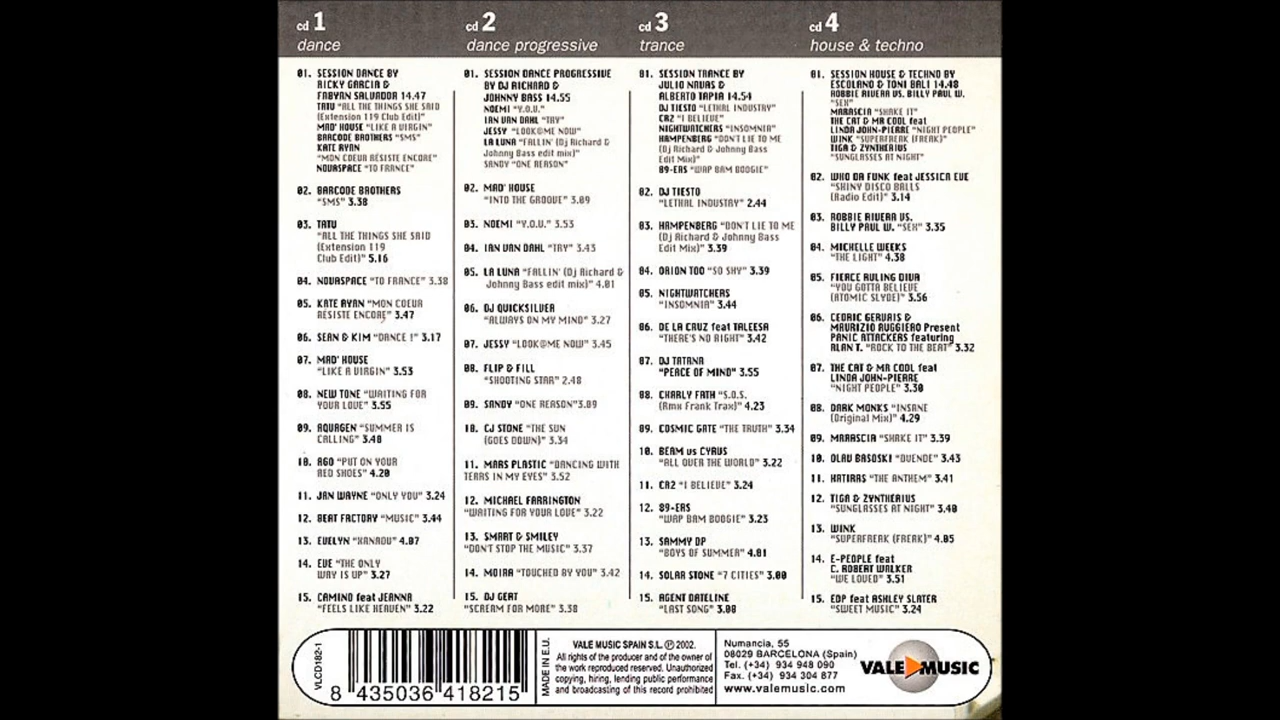 cd 1
dance
01. SESSION DANCE BY
RICKY GARCIA &
FABYAN SALVADOR 14.47
TATU "ALL THE THINGS SHE SAID
(Extension 119 Club Edit)"
MAD' HOUSE "LIKE A VIRGIN"
BARCODE BROTHERS "SMS"
KATE RYAN
"MON COEUR RÉSISTE ENCORE"
NOVASPACE "TO FRANCE"
02. BARCODE BROTHERS
"SMS" 3.38
03. TATU
"ALL THE THINGS SHE SAID
(Extension 119
Club Edit)" 5.16
04. NOVASPACE "TO FRANCE" 3.38
05. KATE RYAN "MON COEUR
RÉSISTE ENCORE" 3.47
06. SEAN & KIM "DANCE !" 3.17
07. MAD' HOUSE
"LIKE A VIRGIN" 3.53
08. NEW TONE "WAITING FOR
YOUR LOVE" 3.55
09. AQUAGEN "SUMMER IS
CALLING" 3.40
10. AGO "PUT ON YOUR
RED SHOES" 4.20
11. JAN WAYNE "ONLY YOU" 3.24
12. BEAT FACTORY "MUSIC" 3.44
13. EVELYN "XANADU" 4.07
14. EVE "THE ONLY
WAY IS UP" 3.27
15. CAMINO feat JEANNA
"FEELS LIKE HEAVEN" 3.22
cd 2
dance progressive
01. SESSION DANCE PROGRESSIVE
BY DJ RICHARD &
JOHNNY BASS 14.55
NOEMI "Y.O.U."
IAN VAN DAHL "TRY"
JESSY "LOOK@ME NOW"
LA LUNA "FALLIN' (Dj Richard &
Johnny Bass edit mix)"
SANDY "ONE REASON"
02. MAD' HOUSE
"INTO THE GROOVE" 3.09
03. NOEMI "Y.O.U." 3.53
04. IAN VAN DAHL "TRY" 3.43
05. LA LUNA "FALLIN' (Dj Richard &
Johnny Bass edit mix)" 4.01
06. DJ QUICKSILVER
"ALWAYS ON MY MIND" 3.27
07. JESSY "LOOK@ME NOW" 3.45
08. FLIP & FILL
"SHOOTING STAR" 2.48
09. SANDY "ONE REASON"3.09
10. CJ STONE "THE SUN
(GOES DOWN)" 3.34
11. MARS PLASTIC "DANCING WITH
TEARS IN MY EYES" 3.52
12. MICHAEL FARRINGTON
"WAITING FOR YOUR LOVE" 3.22
13. SMART & SMILEY
"DON'T STOP THE MUSIC" 3.37
14. MOIRA "TOUCHED BY YOU" 3.42
15. DJ GERT
"SCREAM FOR MORE" 3.38
cd 3
trance
01. SESSION TRANCE BY
JULIO NAVAS &
ALBERTO TAPIA 14.54
DJ TIESTO "LETHAL INDUSTRY"
CR2 "I BELIEVE"
NIGHTWATCHERS "INSOMNIA"
HAMPENBERG "DON'T LIE TO ME
(Dj Richard & Johnny Bass
Edit Mix)"
89-ERS "WAP BAM BOOGIE"
02. DJ TIESTO
"LETHAL INDUSTRY" 2.44
03. HAMPENBERG "DON'T LIE TO ME
(Dj Richard & Johnny Bass
Edit Mix)" 3.39
04. ORION TOO "SO SHY" 3.39
05. NIGHTWATCHERS
"INSOMNIA" 3.44
06. DE LA CRUZ feat TALEESA
"THERE'S NO RIGHT" 3.42
07. DJ TATANA
"PEACE OF MIND" 3.55
08. CHARLY FATH "S.O.S.
(Rmx Frank Trax)" 4.23
09. COSMIC GATE "THE TRUTH" 3.34
10. BEAM vs CYRUS
"ALL OVER THE WORLD" 3.22
11. CR2 "I BELIEVE" 3.24
12. 89-ERS
"WAP BAM BOOGIE" 3.23
13. SAMMY DP
"BOYS OF SUMMER" 4.01
14. SOLAR STONE "7 CITIES" 3.00
15. AGENT DATELINE
"LAST SONG" 3.08
cd 4
house & techno
01. SESSION HOUSE & TECHNO BY
ESCOLANO & TONI BALI 14.48
ROBBIE RIVERA VS. BILLY PAUL W.
"SEX"
MARASCIA "SHAKE IT"
THE CAT & MR COOL feat
LINDA JOHN-PIERRE "NIGHT PEOPLE"
WINK "SUPERFREAK (FREAK)"
TIGA & ZYNTHERIUS
"SUNGLASSES AT NIGHT"
02. WHO DA FUNK feat JESSICA EVE
"SHINY DISCO BALLS
(Radio Edit)" 3.14
03. ROBBIE RIVERA VS.
BILLY PAUL W. "SEX" 3.35
04. MICHELLE WEEKS
"THE LIGHT" 4.38
05. FIERCE RULING DIVA
"YOU GOTTA BELIEVE
(ATOMIC SLYDE)" 3.56
06. CEDRIC GERVAIS &
MAURIZIO RUGGIERO Present
PANIC ATTACKERS featuring
ALAN T. "ROCK TO THE BEAT" 3.32
07. THE CAT & MR COOL feat
LINDA JOHN-PIERRE
"NIGHT PEOPLE" 3.30
08. DARK MONKS "INSANE
(Original Mix)" 4.29
09. MARASCIA "SHAKE IT" 3.39
10. OLAV BASOSKI "DUENDE" 3.43
11. HATIRAS "THE ANTHEM" 3.41
12. TIGA & ZYNTHERIUS
"SUNGLASSES AT NIGHT" 3.40
13. WINK
"SUPERFREAK (FREAK)" 4.05
14. E-PEOPLE feat
C. ROBERT WALKER
"WE LOVED" 3.51
15. EDP feat ASHLEY SLATER
"SWEET MUSIC" 3.24
VLCD182-1
8 435036 418215
MADE IN E.U.
VALE MUSIC SPAIN S.L. ℗ 2002.
All rights of the producer and of the owner of
the work reproduced reserved. Unauthorized
copying, hiring, lending public performance
and broadcasting of this record prohibited
Numancia, 55
08029 BARCELONA (Spain)
Tel. (+34) 934 948 090
Fax. (+34) 934 304 877
www.valemusic.com
VALE MUSIC